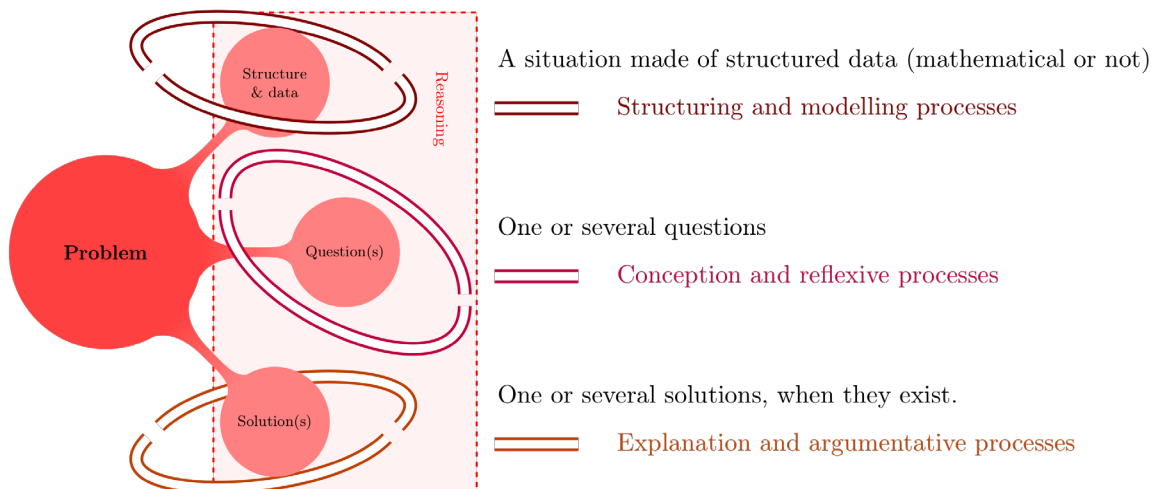 Structure
& data
Reasoning
Problem
Question(s)
Solution(s)
A situation made of structured data (mathematical or not)
Structuring and modelling processes
One or several questions
Conception and reflexive processes
One or several solutions, when they exist.
Explanation and argumentative processes